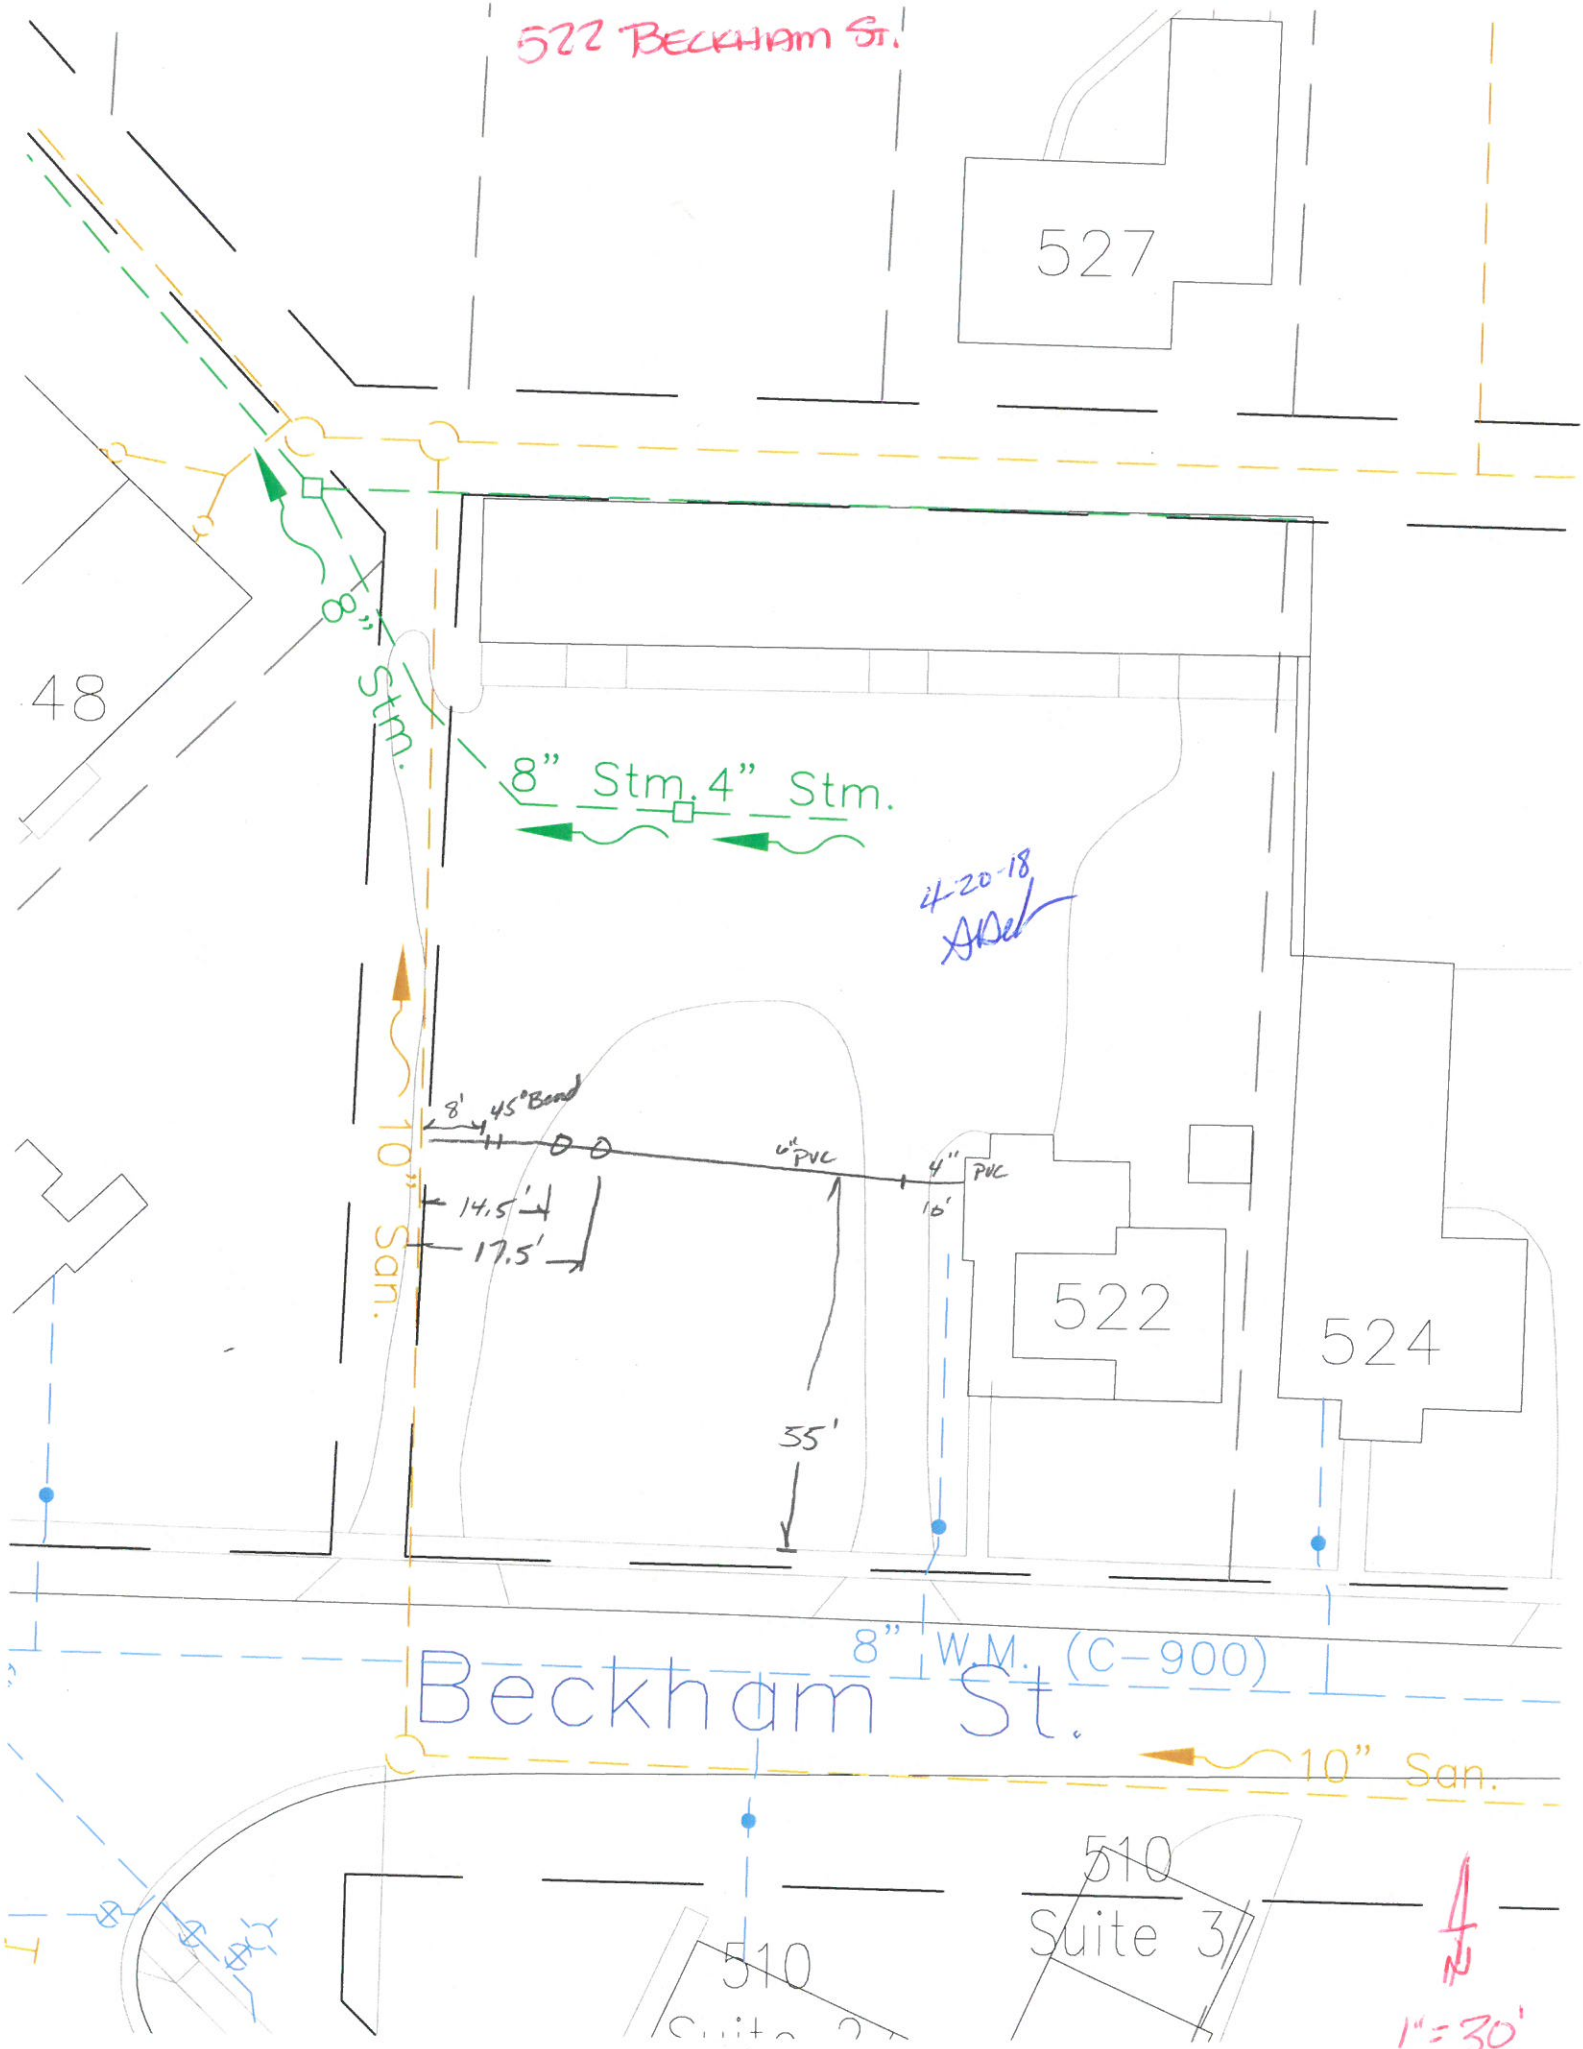 522 BECKHAM ST.
527
48
8" Stm.
8" Stm. 4" Stm.
4-20-18
8'
45° Bend
10" San.
6" PVC
4" PVC
10'
14.5'
17.5'
522
524
55'
8" W.M. (C-900)
Beckham St.
10" San.
510
Suite 3
510
N
1"=30'